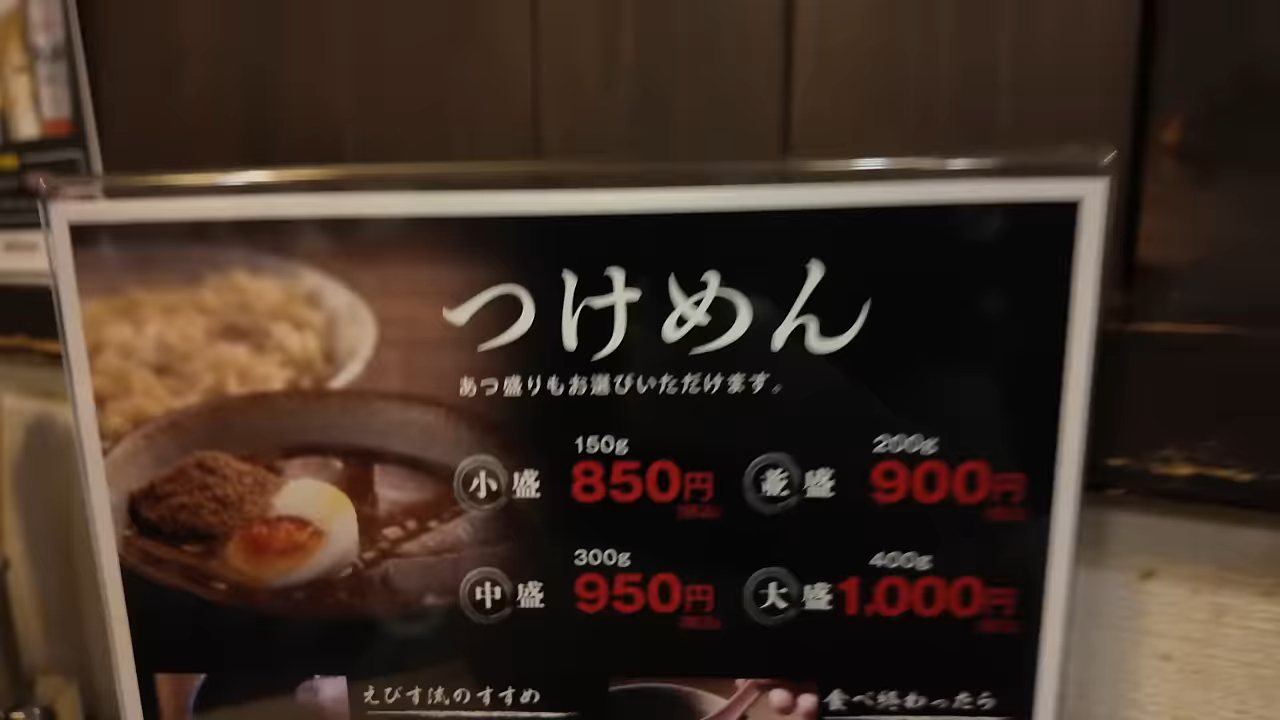 つけめん
あつ盛りもお選びいただけます。
150g 200g
小盛 850円 並盛 900円
300g 400g
中盛 950円 大盛 1,000円
えびす流のすすめ 食べ終わったら